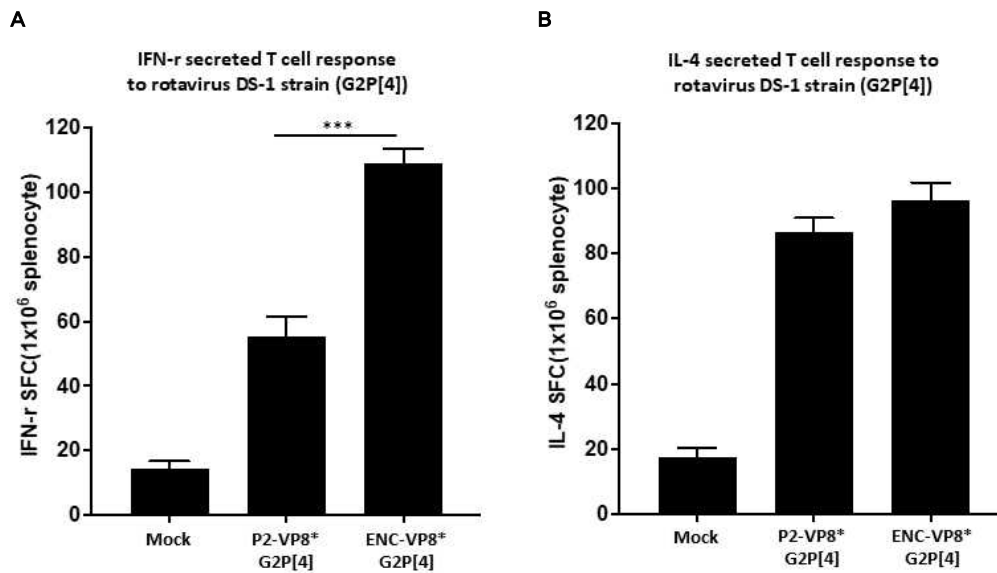 A
IFN-r secreted T cell response
to rotavirus DS-1 strain (G2P[4])
IFN-r SFC(1x10⁶ splenocyte)
120
100
80
60
40
20
0
***
Mock
P2-VP8*
G2P[4]
ENC-VP8*
G2P[4]
B
IL-4 secreted T cell response to
rotavirus DS-1 strain (G2P[4])
IL-4 SFC(1x10⁶ splenocyte)
120
100
80
60
40
20
0
Mock
P2-VP8*
G2P[4]
ENC-VP8*
G2P[4]